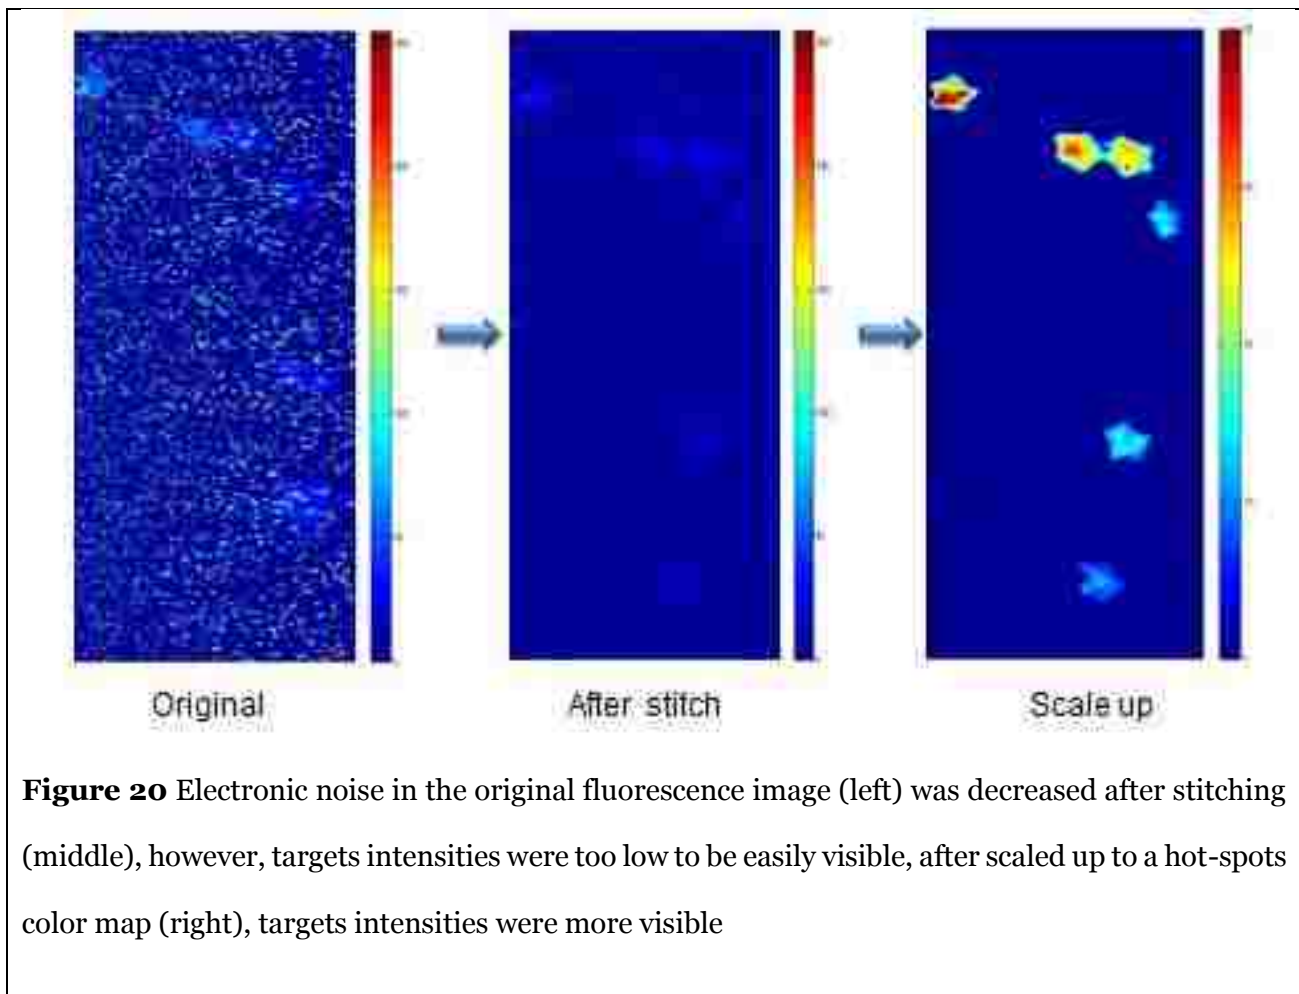 Original After stitch Scale up
Figure 20 Electronic noise in the original fluorescence image (left) was decreased after stitching
(middle), however, targets intensities were too low to be easily visible, after scaled up to a hot-spots
color map (right), targets intensities were more visible